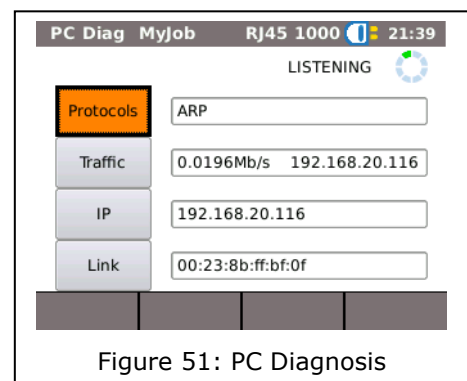 PC Diag MyJob RJ45 1000 21:39
LISTENING
Protocols ARP
Traffic 0.0196Mb/s 192.168.20.116
IP 192.168.20.116
Link 00:23:8b:ff:bf:0f
Figure 51: PC Diagnosis